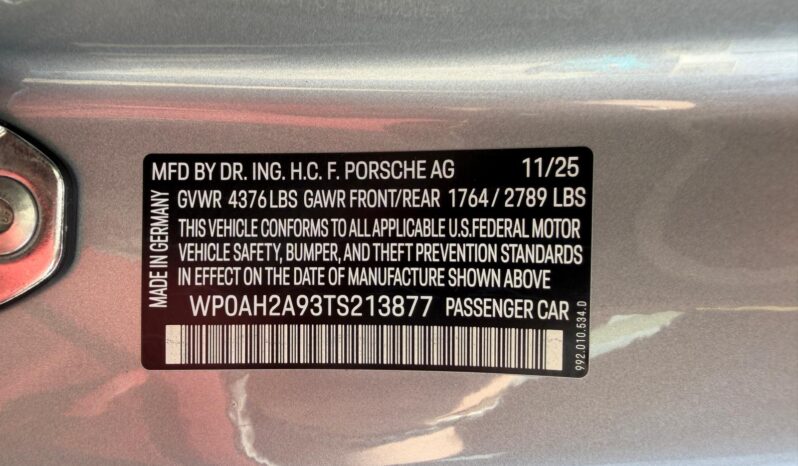 MFD BY DR. ING. H.C. F. PORSCHE AG 11/25
GVWR 4376 LBS GAWR FRONT/REAR 1764 / 2789 LBS
THIS VEHICLE CONFORMS TO ALL APPLICABLE U.S.FEDERAL MOTOR
VEHICLE SAFETY, BUMPER, AND THEFT PREVENTION STANDARDS
IN EFFECT ON THE DATE OF MANUFACTURE SHOWN ABOVE
WP0AH2A93TS213877 PASSENGER CAR
MADE IN GERMANY
992.010.534.0